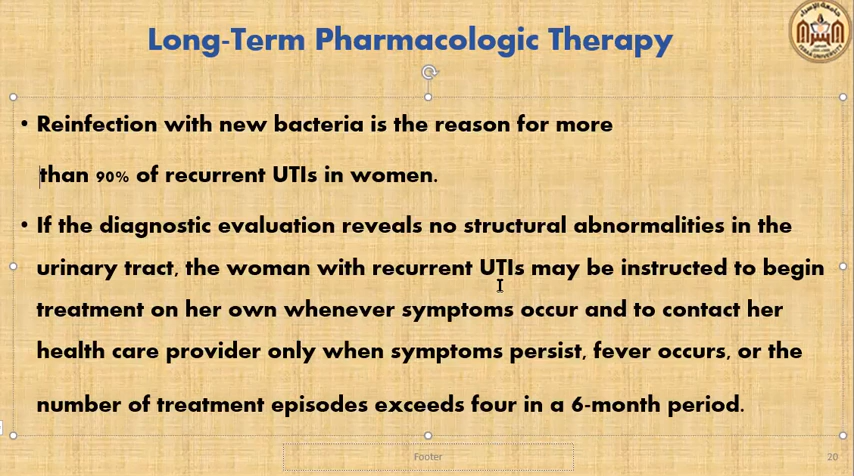 Long-Term Pharmacologic Therapy
• Reinfection with new bacteria is the reason for more
than 90% of recurrent UTIs in women.
• If the diagnostic evaluation reveals no structural abnormalities in the
urinary tract, the woman with recurrent UTIs may be instructed to begin
treatment on her own whenever symptoms occur and to contact her
health care provider only when symptoms persist, fever occurs, or the
number of treatment episodes exceeds four in a 6-month period.
Footer
20